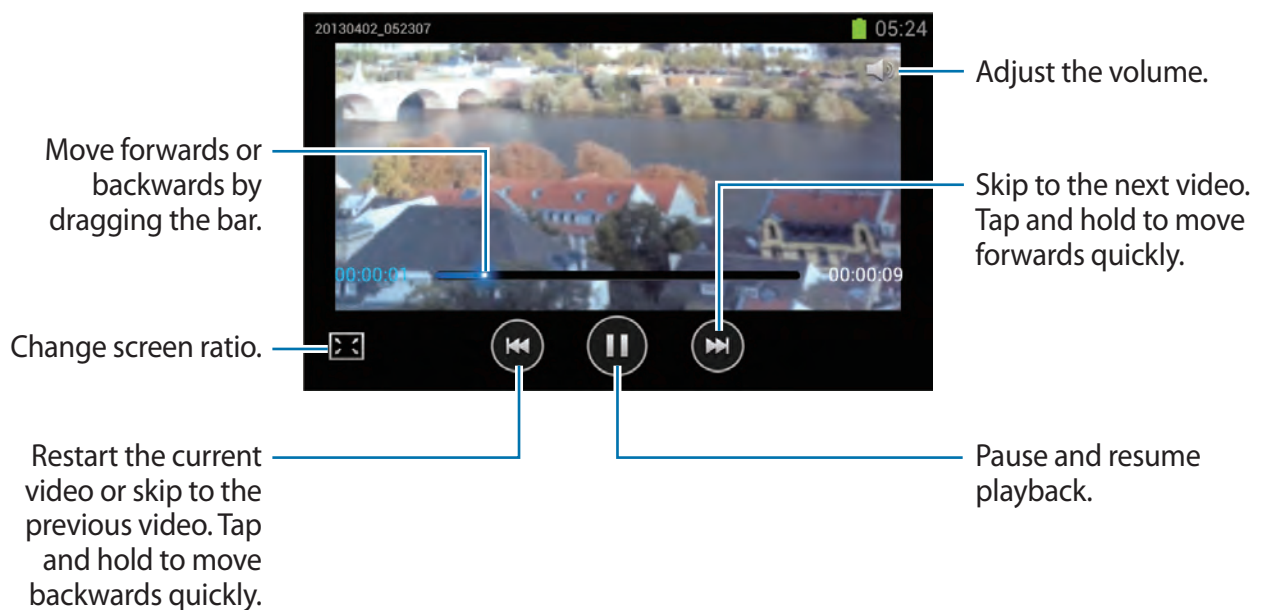 20130402_052307
05:24
Adjust the volume.
Move forwards or
backwards by
dragging the bar.
Skip to the next video.
Tap and hold to move
forwards quickly.
00:00:01
00:00:09
Change screen ratio.
Restart the current
video or skip to the
previous video. Tap
and hold to move
backwards quickly.
Pause and resume
playback.